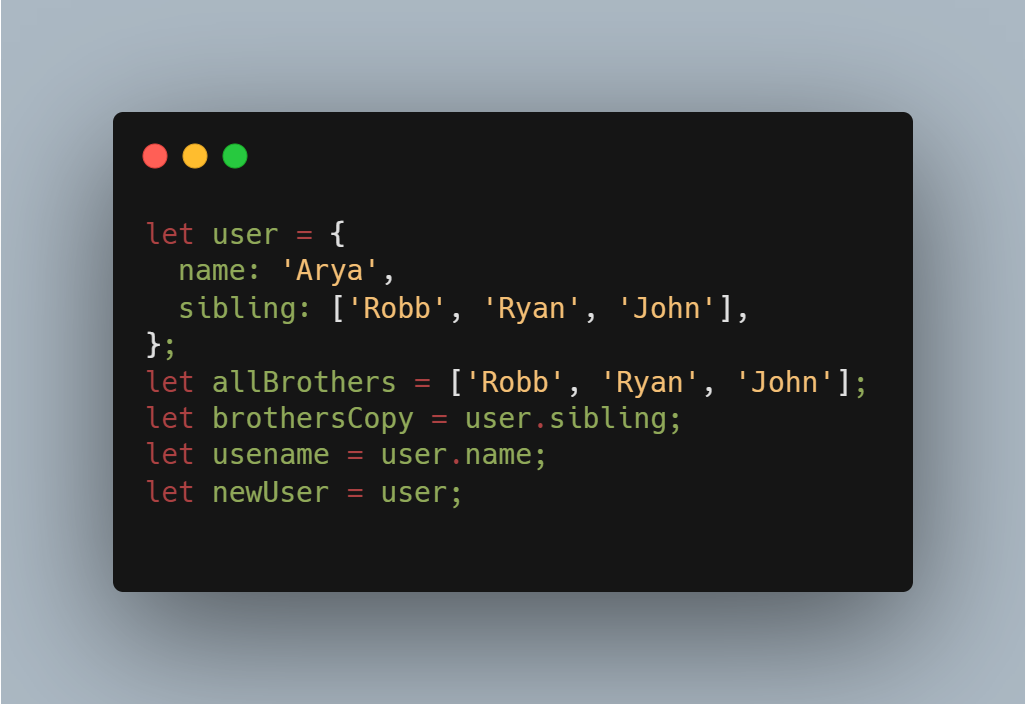 let user = {
  name: 'Arya',
  sibling: ['Robb', 'Ryan', 'John'],
};
let allBrothers = ['Robb', 'Ryan', 'John'];
let brothersCopy = user.sibling;
let usename = user.name;
let newUser = user;